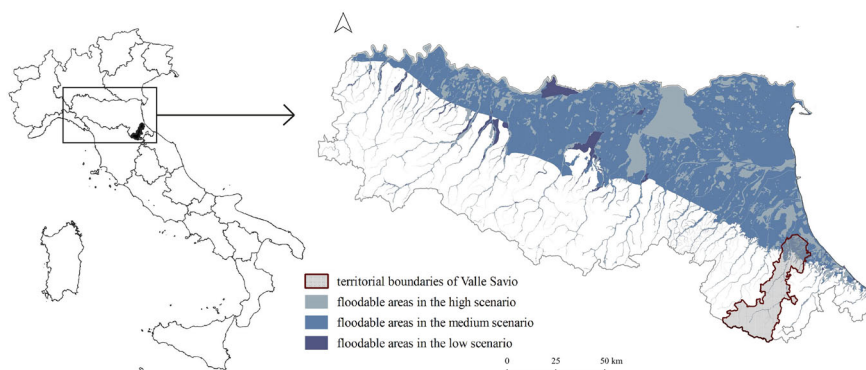 territorial boundaries of Valle Savio
floodable areas in the high scenario
floodable areas in the medium scenario
floodable areas in the low scenario
0 25 50 km